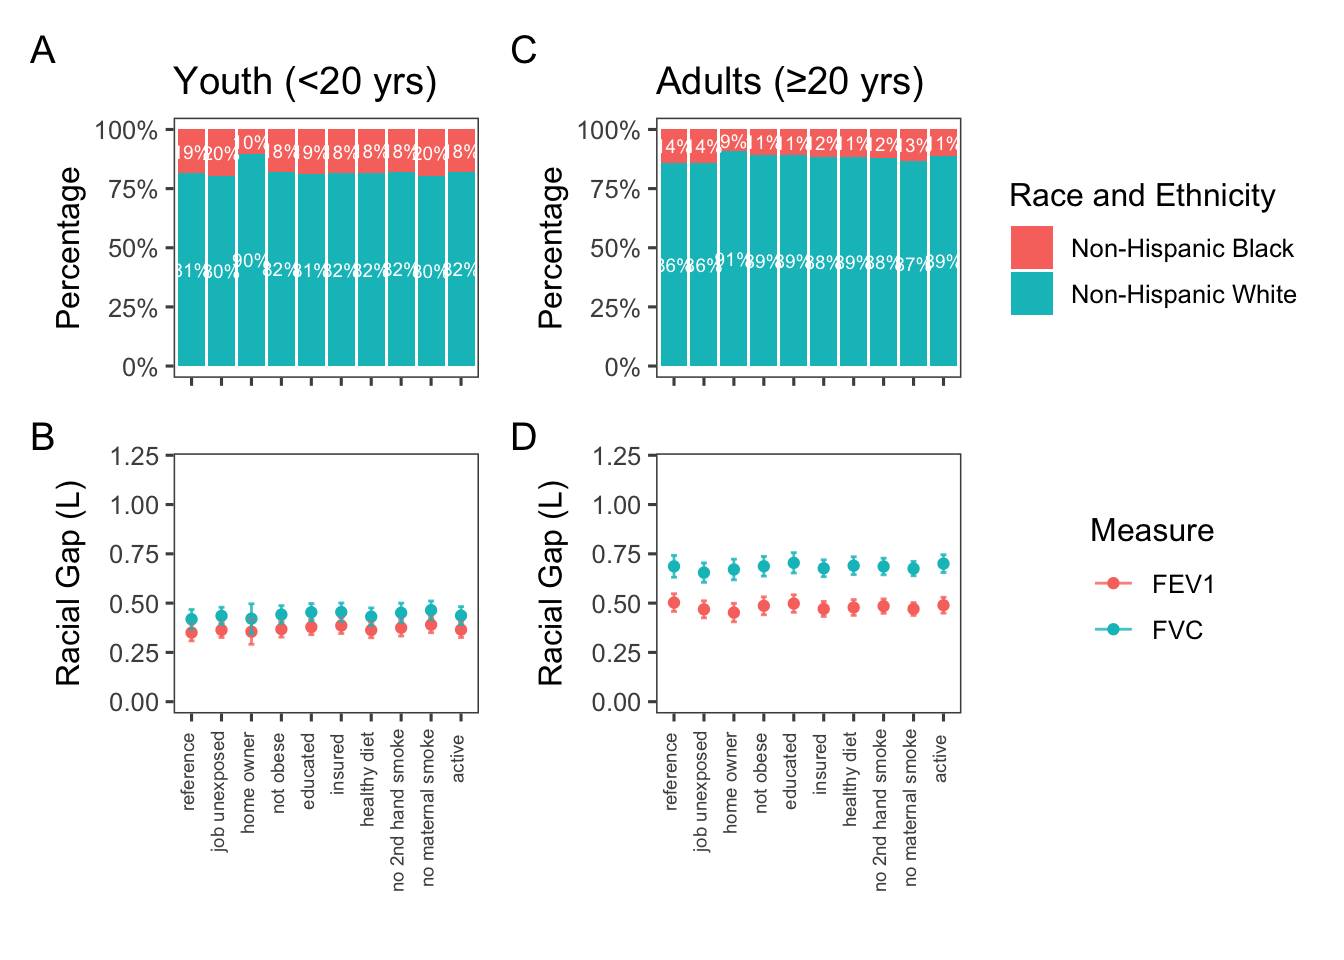 A
Youth (<20 yrs)
100%
75%
50%
25%
0%
Percentage
19% 20% 10% 18% 19% 18% 18% 18% 20% 18%
81% 80% 90% 82% 81% 82% 82% 82% 80% 82%
C
Adults (≥20 yrs)
100%
75%
50%
25%
0%
Percentage
14% 14% 9% 11% 11% 12% 11% 12% 13% 11%
86% 86% 91% 89% 89% 88% 89% 88% 87% 89%
Race and Ethnicity
Non-Hispanic Black
Non-Hispanic White
B
1.25
1.00
0.75
0.50
0.25
0.00
Racial Gap (L)
reference
job unexposed
home owner
not obese
educated
insured
healthy diet
no 2nd hand smoke
no maternal smoke
active
D
1.25
1.00
0.75
0.50
0.25
0.00
Racial Gap (L)
reference
job unexposed
home owner
not obese
educated
insured
healthy diet
no 2nd hand smoke
no maternal smoke
active
Measure
FEV1
FVC